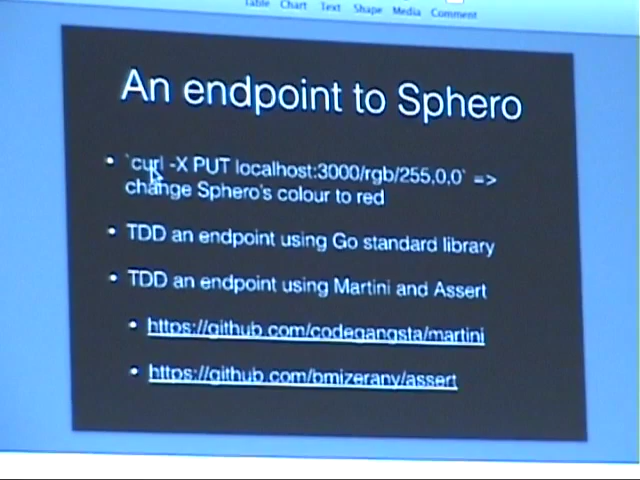 Table Chart Text Shape Media Comment
An endpoint to Sphero
• `curl -X PUT localhost:3000/rgb/255,0,0` =>
change Sphero's colour to red
• TDD an endpoint using Go standard library
• TDD an endpoint using Martini and Assert
• https://github.com/codegangsta/martini
• https://github.com/bmizerany/assert